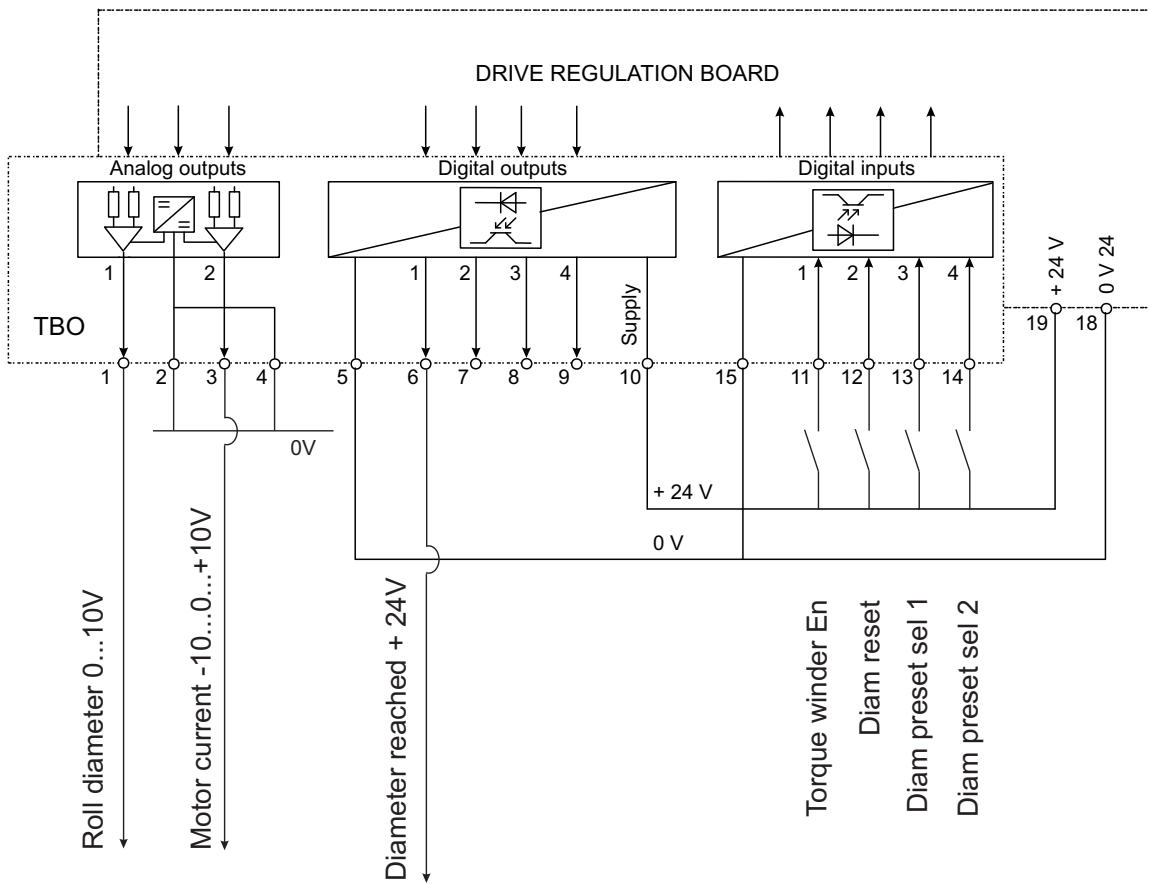 DRIVE REGULATION BOARD
Analog outputs
Digital outputs
Digital inputs
1
2
1
2
3
4
1
2
3
4
Supply
+ 24 V
0 V 24
TBO
19
18
1
2
3
4
5
6
7
8
9
10
15
11
12
13
14
0V
+ 24 V
0 V
Roll diameter 0...10V
Motor current -10...0...+10V
Diameter reached + 24V
Torque winder En
Diam reset
Diam preset sel 1
Diam preset sel 2